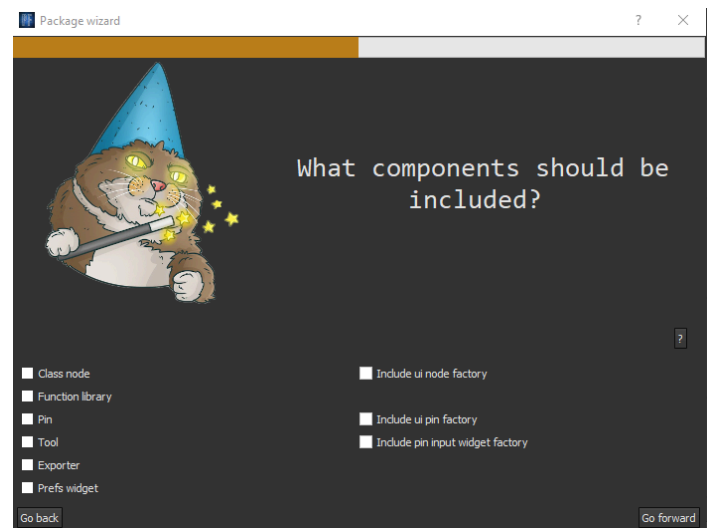 Package wizard
?
What components should be
included?
?
Class node
Include ui node factory
Function library
Pin
Include ui pin factory
Tool
Include pin input widget factory
Exporter
Prefs widget
Go back
Go forward